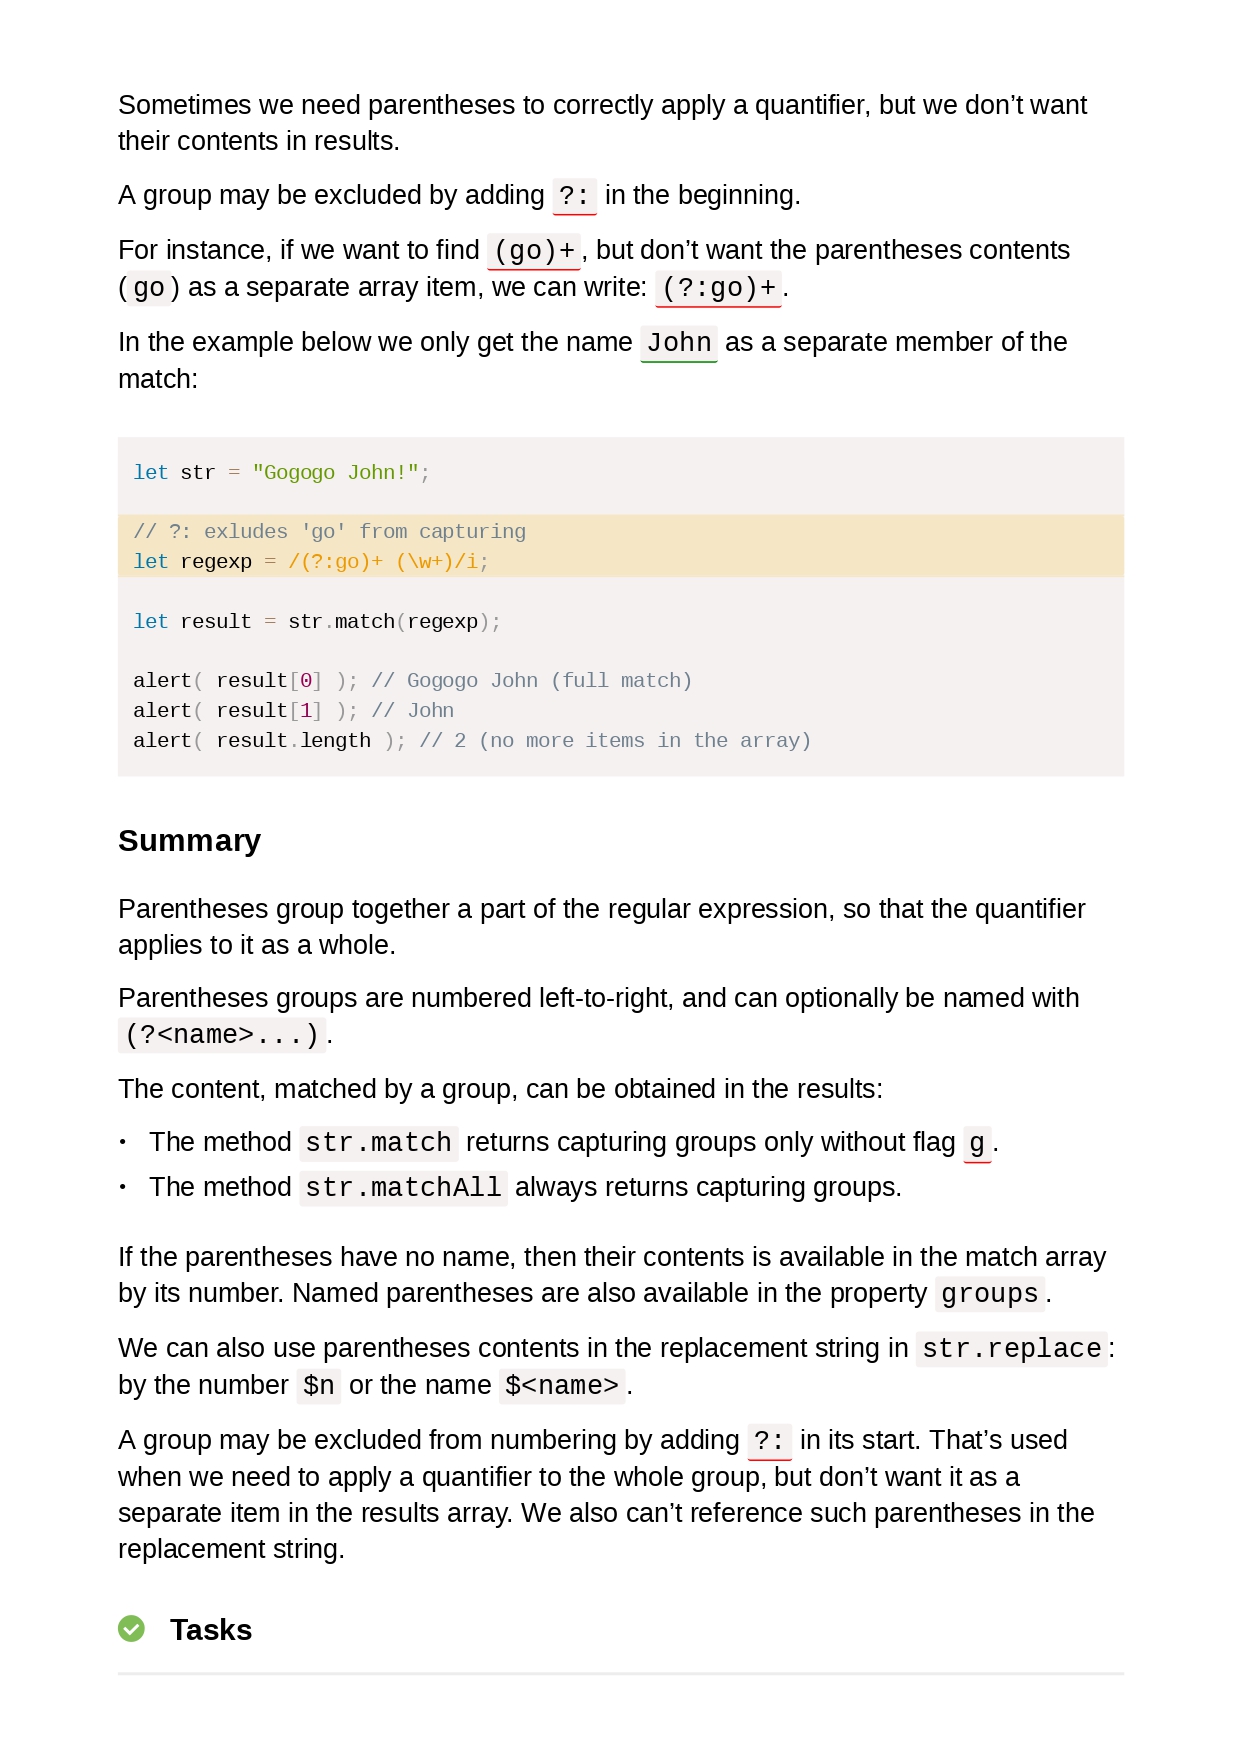 Sometimes we need parentheses to correctly apply a quantifier, but we don’t want
their contents in results.
A group may be excluded by adding ?: in the beginning.
For instance, if we want to find (go)+, but don’t want the parentheses contents
(go) as a separate array item, we can write: (?:go)+.
In the example below we only get the name John as a separate member of the
match:
let str = "Gogogo John!";
// ?: exludes 'go' from capturing
let regexp = /(?:go)+ (\w+)/i;
let result = str.match(regexp);
alert( result[0] ); // Gogogo John (full match)
alert( result[1] ); // John
alert( result.length ); // 2 (no more items in the array)
Summary
Parentheses group together a part of the regular expression, so that the quantifier
applies to it as a whole.
Parentheses groups are numbered left-to-right, and can optionally be named with
(?<name>...).
The content, matched by a group, can be obtained in the results:
• The method str.match returns capturing groups only without flag g.
• The method str.matchAll always returns capturing groups.
If the parentheses have no name, then their contents is available in the match array
by its number. Named parentheses are also available in the property groups.
We can also use parentheses contents in the replacement string in str.replace:
by the number $n or the name $<name>.
A group may be excluded from numbering by adding ?: in its start. That’s used
when we need to apply a quantifier to the whole group, but don’t want it as a
separate item in the results array. We also can’t reference such parentheses in the
replacement string.
Tasks